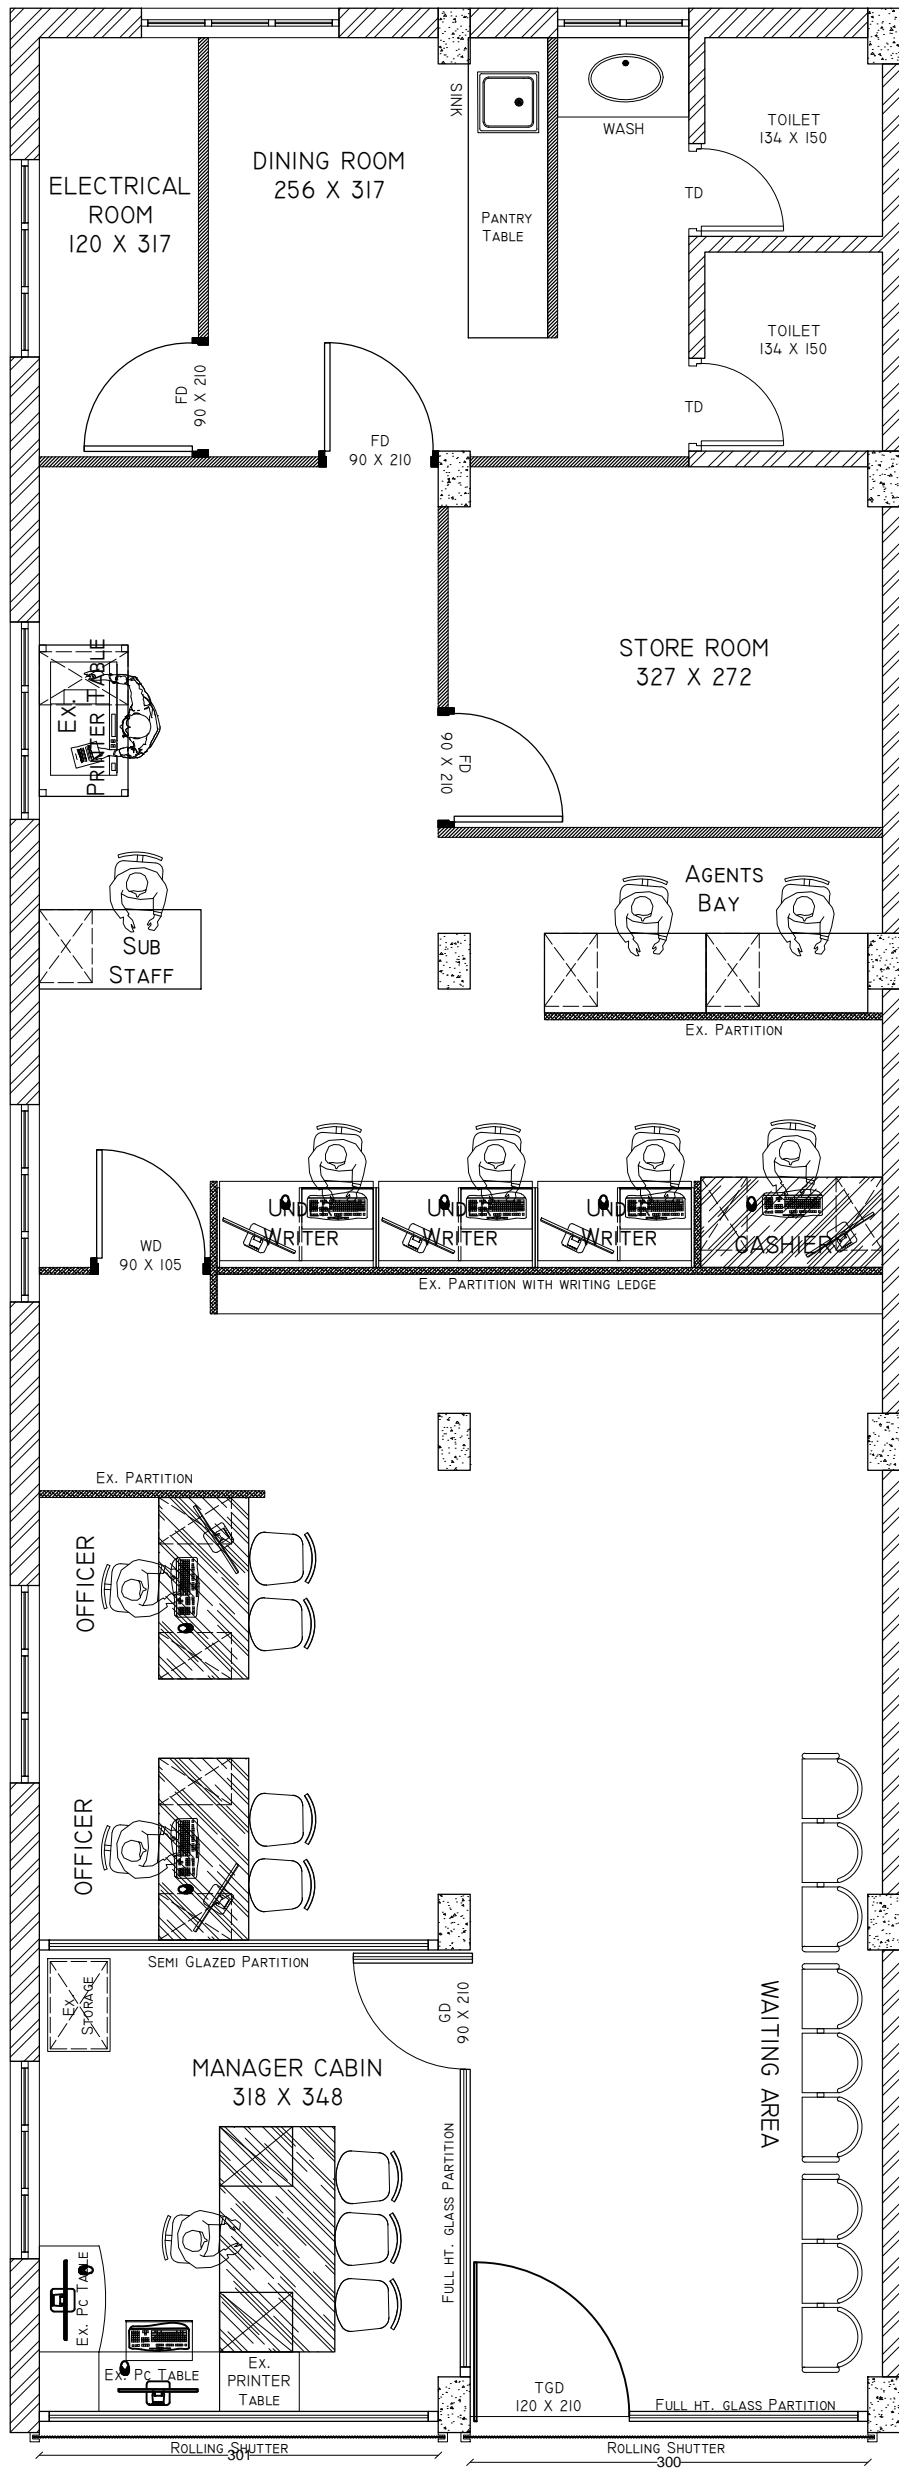 SINK
WASH
TOILET
134 X 150
DINING ROOM
256 X 317
ELECTRICAL
ROOM
120 X 317
TD
PANTRY
TABLE
TOILET
134 X 150
FD
90 X 210
TD
FD
90 X 210
STORE ROOM
327 X 272
EX.
PRINTER TABLE
FD
90 X 210
AGENTS
BAY
SUB
STAFF
EX. PARTITION
UNDER
WRITER
UNDER
WRITER
UNDER
WRITER
CASHIER
WD
90 X 105
EX. PARTITION WITH WRITING LEDGE
EX. PARTITION
OFFICER
OFFICER
SEMI GLAZED PARTITION
EX.
STORAGE
GD
90 X 210
WAITING AREA
MANAGER CABIN
318 X 348
FULL HT. GLASS PARTITION
EX. PC TABLE
EX. PC TABLE
EX.
PRINTER
TABLE
TGD
120 X 210
FULL HT. GLASS PARTITION
ROLLING SHUTTER
301
ROLLING SHUTTER
300